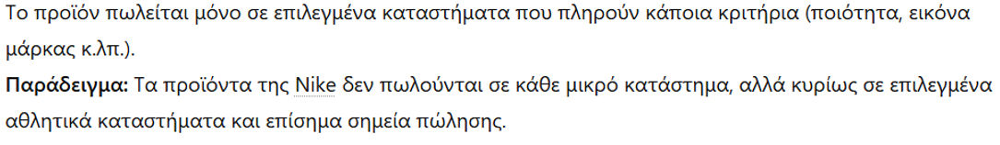 Το προϊόν πωλείται μόνο σε επιλεγμένα καταστήματα που πληρούν κάποια κριτήρια (ποιότητα, εικόνα
μάρκας κ.λπ.).
Παράδειγμα: Τα προϊόντα της Nike δεν πωλούνται σε κάθε μικρό κατάστημα, αλλά κυρίως σε επιλεγμένα
αθλητικά καταστήματα και επίσημα σημεία πώλησης.